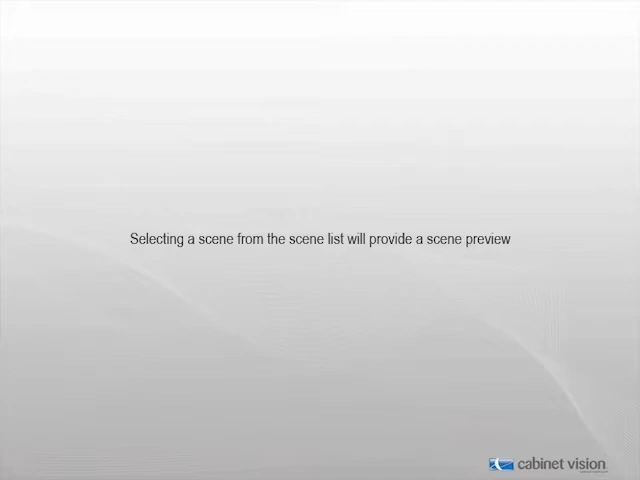 Selecting a scene from the scene list will provide a scene preview
cabinet vision